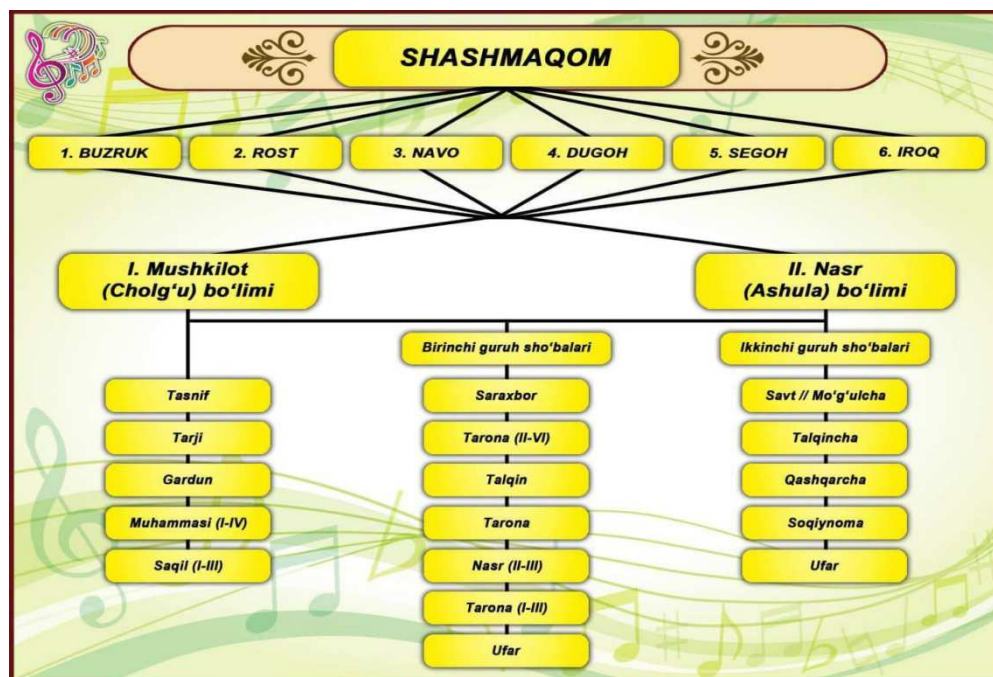 SHASHMAQOM
1. BUZRUK
2. ROST
3. NAVO
4. DUGOH
5. SEGOH
6. IROQ
I. Mushkilot
(Cholg‘u) bo‘limi
II. Nasr
(Ashula) bo‘limi
Tasnif
Tarji
Gardun
Muhammasi (I-IV)
Saqil (I-III)
Birinchi guruh sho‘balari
Saraxbor
Tarona (II-VI)
Talqin
Tarona
Nasr (II-III)
Tarona (I-III)
Ufar
Ikkinchi guruh sho‘balari
Savt // Mo‘g‘ulcha
Talqincha
Qashqarcha
Soqiynoma
Ufar